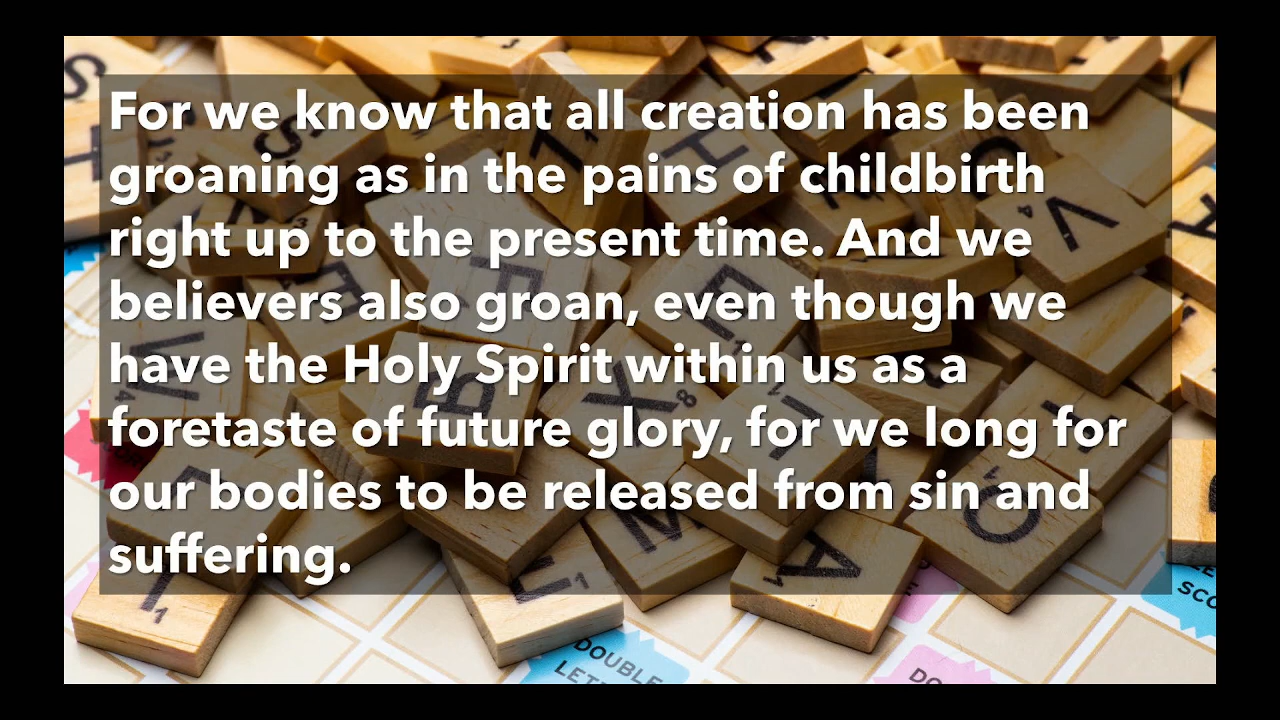 For we know that all creation has been
groaning as in the pains of childbirth
right up to the present time. And we
believers also groan, even though we
have the Holy Spirit within us as a
foretaste of future glory, for we long for
our bodies to be released from sin and
suffering.
DOUBLE